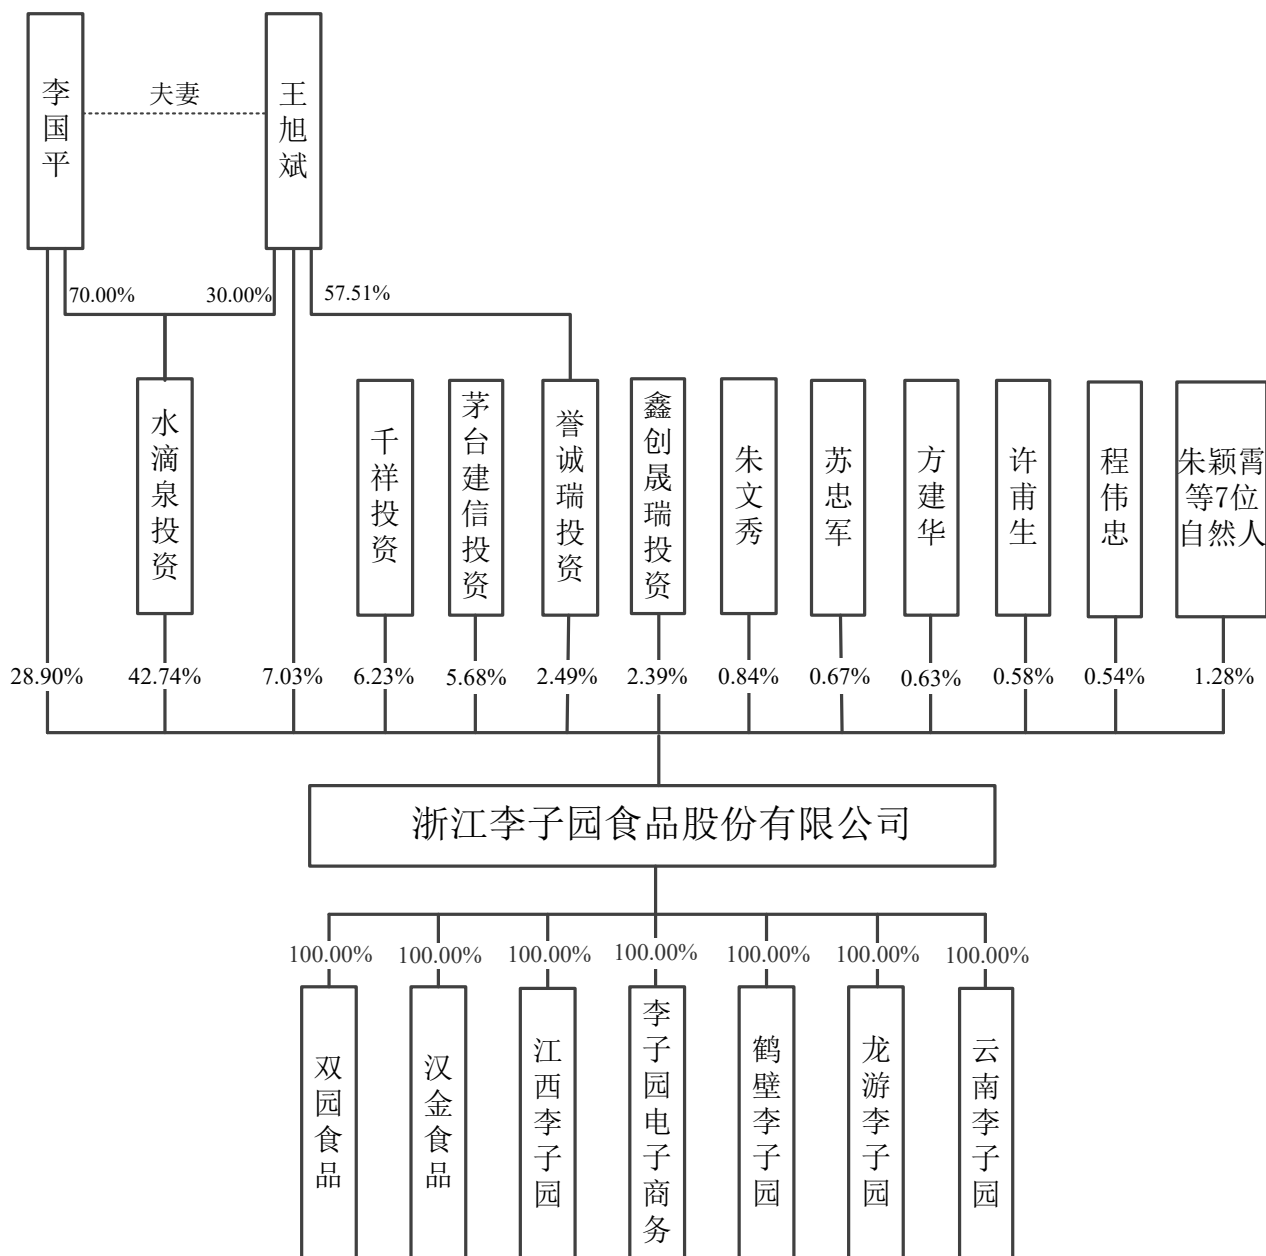 李国平
夫妻
王旭斌
70.00%
30.00%
57.51%
水滴泉投资
千祥投资
茅台建信投资
誉诚瑞投资
鑫创晟瑞投资
朱文秀
苏忠军
方建华
许甫生
程伟忠
朱颖霄
等7位
自然人
28.90%
42.74%
7.03%
6.23%
5.68%
2.49%
2.39%
0.84%
0.67%
0.63%
0.58%
0.54%
1.28%
浙江李子园食品股份有限公司
100.00%
100.00%
100.00%
100.00%
100.00%
100.00%
100.00%
双园食品
汉金食品
江西李子园
李子园电子商务
鹤壁李子园
龙游李子园
云南李子园